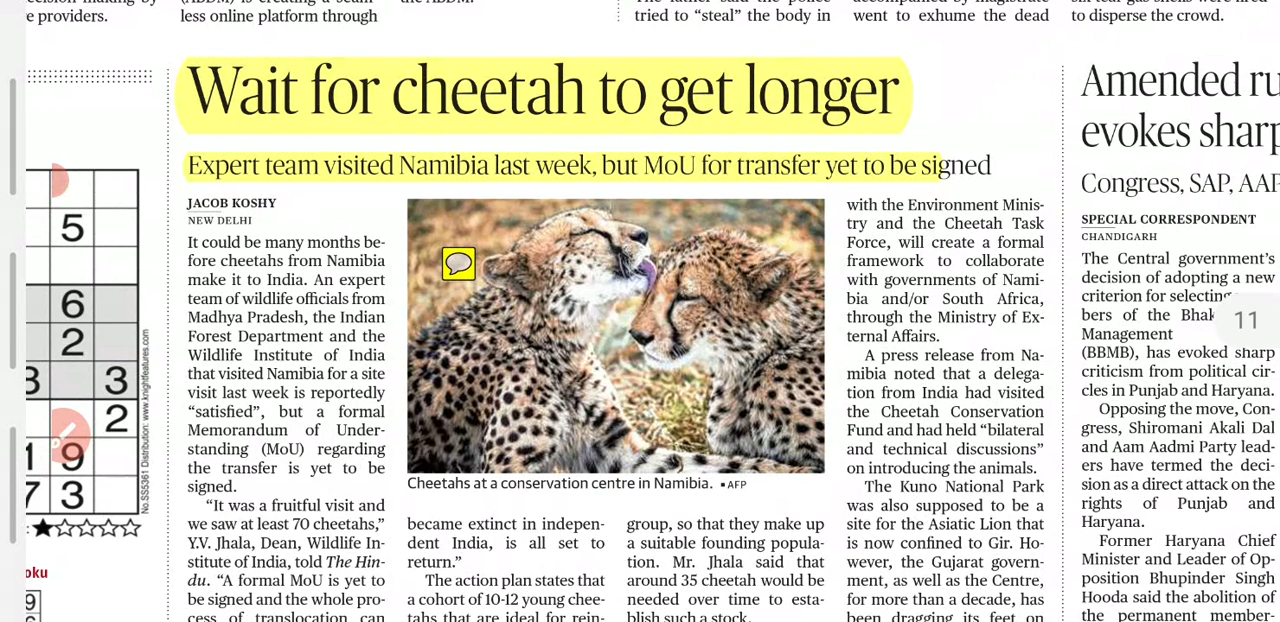 e providers.
less online platform through
tried to “steal” the body in
went to exhume the dead
to disperse the crowd.
Wait for cheetah to get longer
Expert team visited Namibia last week, but MoU for transfer yet to be signed
JACOB KOSHY
NEW DELHI
It could be many months be-
fore cheetahs from Namibia
make it to India. An expert
team of wildlife officials from
Madhya Pradesh, the Indian
Forest Department and the
Wildlife Institute of India
that visited Namibia for a site
visit last week is reportedly
“satisfied”, but a formal
Memorandum of Under-
standing (MoU) regarding
the transfer is yet to be
signed.
“It was a fruitful visit and
we saw at least 70 cheetahs,”
Y.V. Jhala, Dean, Wildlife In-
stitute of India, told The Hin-
du. “A formal MoU is yet to
be signed and the whole pro-
cess of translocation can
Cheetahs at a conservation centre in Namibia. ▪AFP
became extinct in indepen-
dent India, is all set to
return.”
The action plan states that
a cohort of 10-12 young chee-
tahs that are ideal for rein-
group, so that they make up
a suitable founding popula-
tion. Mr. Jhala said that
around 35 cheetah would be
needed over time to esta-
blish such a stock.
with the Environment Minis-
try and the Cheetah Task
Force, will create a formal
framework to collaborate
with governments of Nami-
bia and/or South Africa,
through the Ministry of Ex-
ternal Affairs.
A press release from Na-
mibia noted that a delega-
tion from India had visited
the Cheetah Conservation
Fund and had held “bilateral
and technical discussions”
on introducing the animals.
The Kuno National Park
was also supposed to be a
site for the Asiatic Lion that
is now confined to Gir. Ho-
wever, the Gujarat govern-
ment, as well as the Centre,
for more than a decade, has
been dragging its feet on
Amended ru
evokes sharp
Congress, SAP, AAP
SPECIAL CORRESPONDENT
CHANDIGARH
The Central government’s
decision of adopting a new
criterion for selecting
bers of the Bhak
Management
(BBMB), has evoked sharp
criticism from political cir-
cles in Punjab and Haryana.
Opposing the move, Con-
gress, Shiromani Akali Dal
and Aam Aadmi Party lead-
ers have termed the deci-
sion as a direct attack on the
rights of Punjab and
Haryana.
Former Haryana Chief
Minister and Leader of Op-
position Bhupinder Singh
Hooda said the abolition of
the permanent member-
11
5
6
2
3 3
2
1 9
7 3
No.SS5361 Distribution: www.knightfeatures.com
oku
9